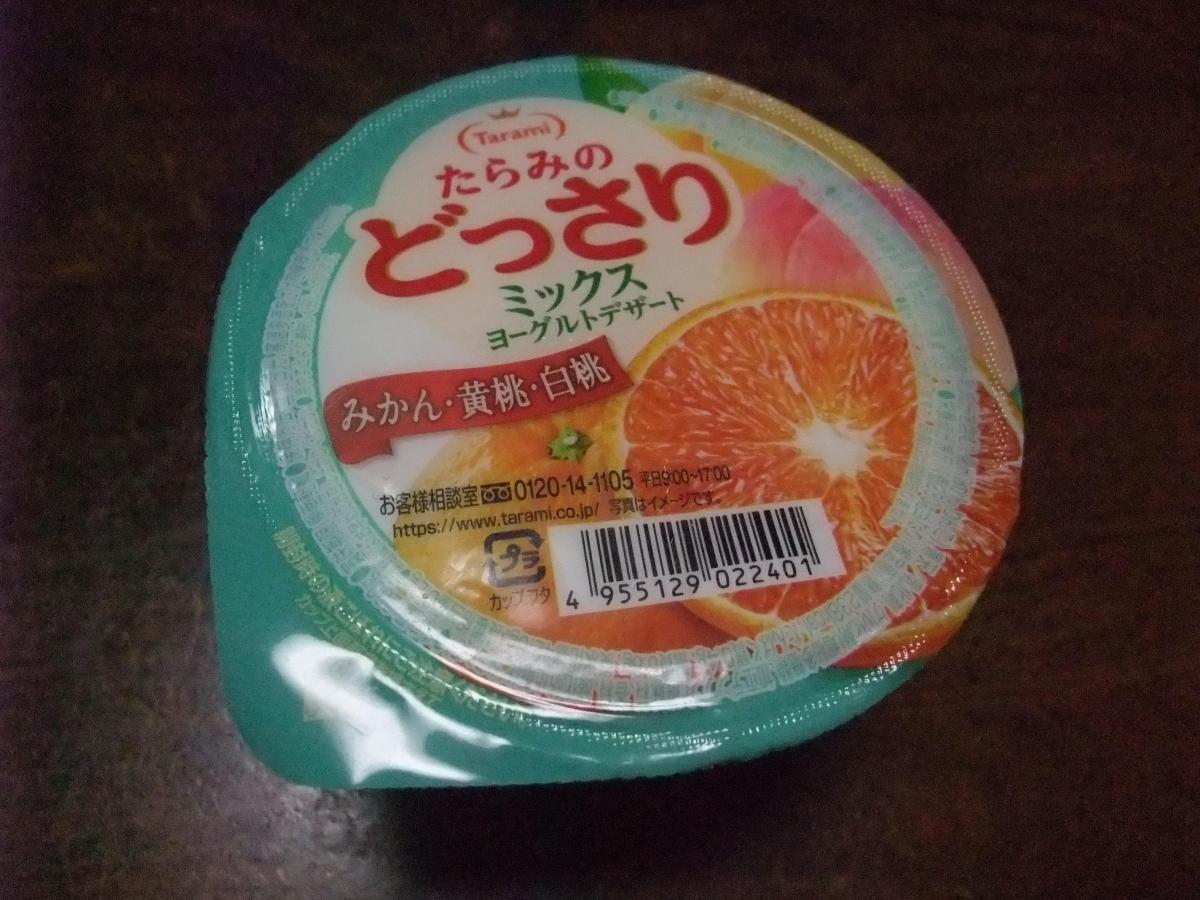 Tarami
たらみの
どっさり
ミックス
ヨーグルトデザート
みかん・黄桃・白桃
お客様相談室 0120-14-1105 平日9:00~17:00
https://www.tarami.co.jp/ 写真はイメージです。
プラ
カップ,フタ
4 955129 022401